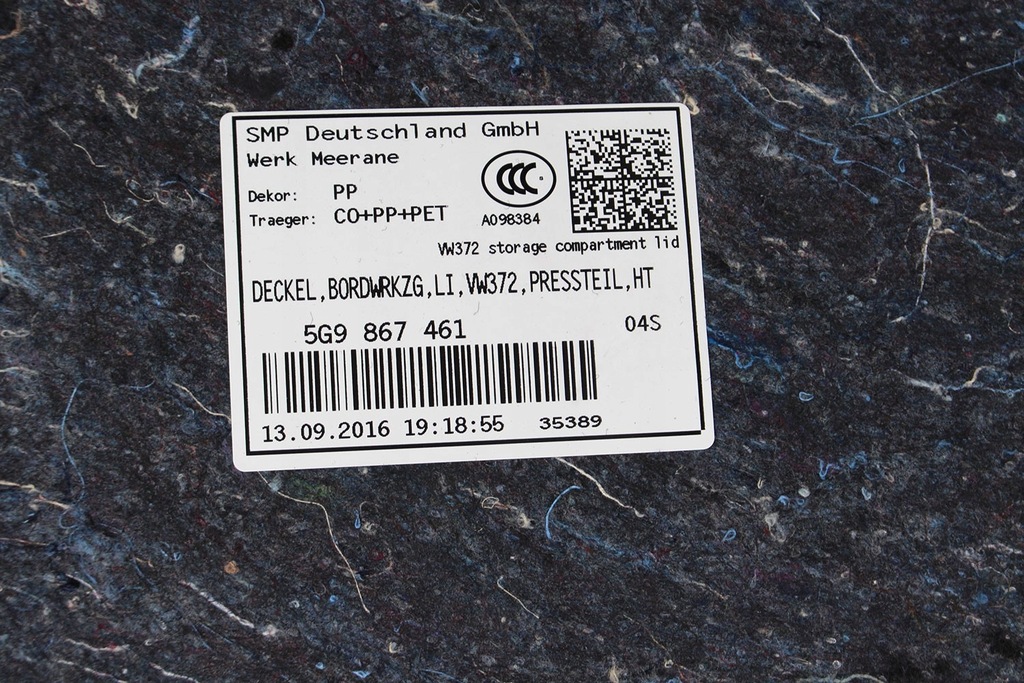 SMP Deutschland GmbH
Werk Meerane
Dekor: PP
Traeger: CO+PP+PET
CCC
A098384
VW372 storage compartment lid
DECKEL,BORDWRKZG,LI,VW372,PRESSTEIL,HT
5G9 867 461
04S
13.09.2016 19:18:55 35389